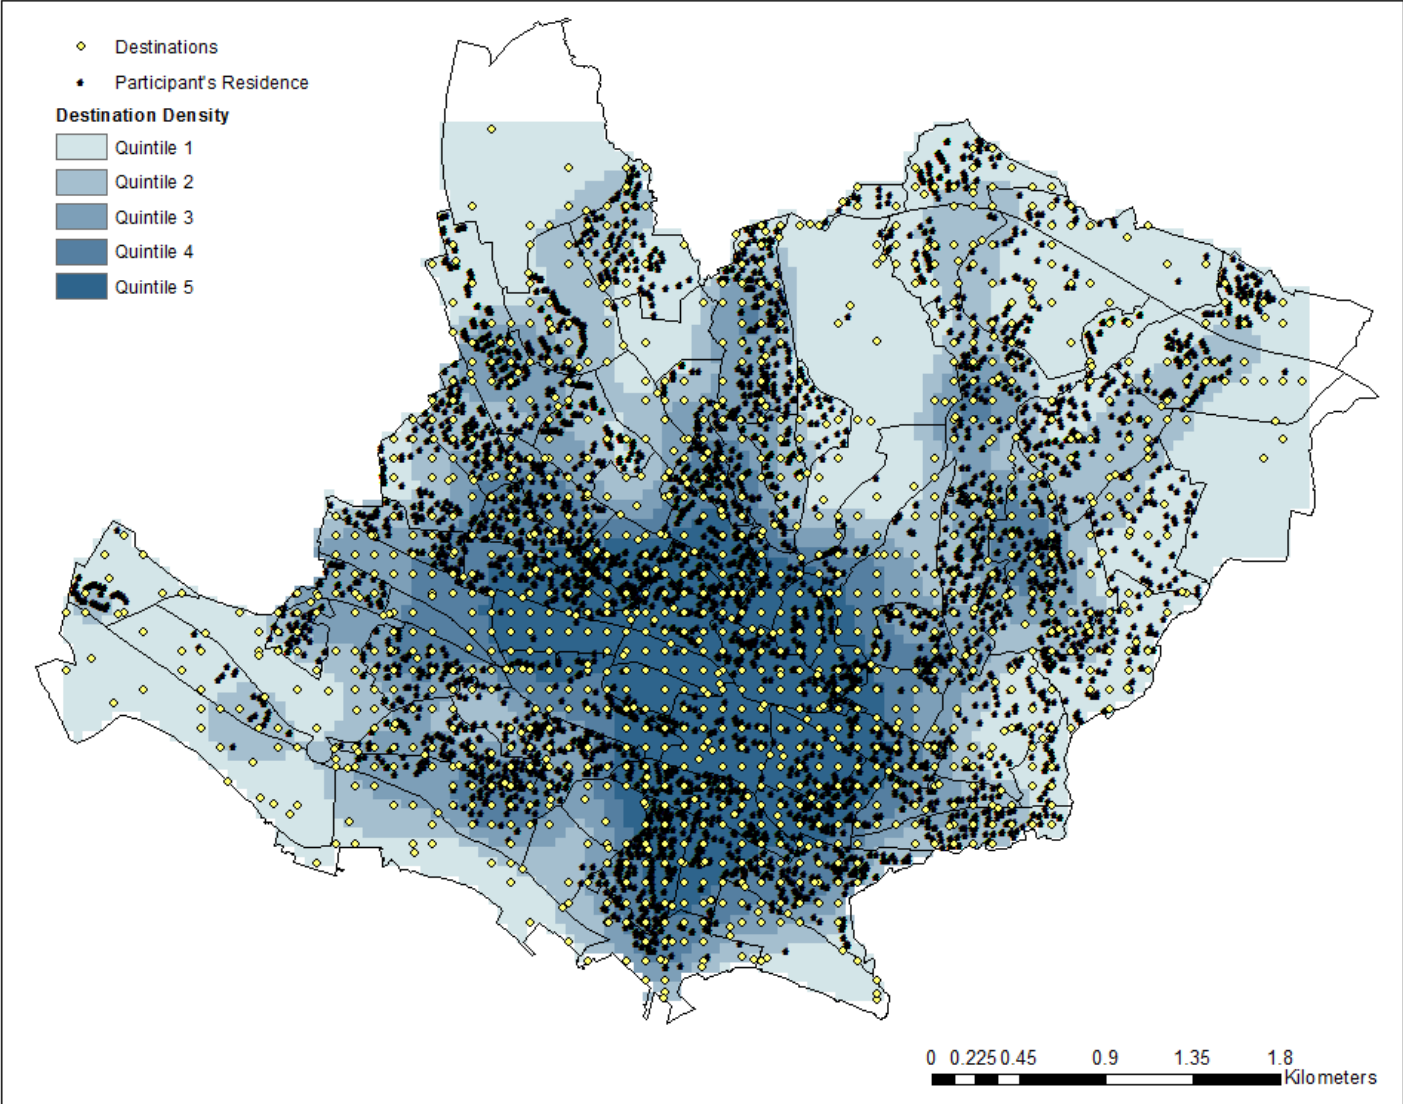 Destinations
Participant's Residence
Destination Density
Quintile 1
Quintile 2
Quintile 3
Quintile 4
Quintile 5
0 0.225 0.45 0.9 1.35 1.8
Kilometers